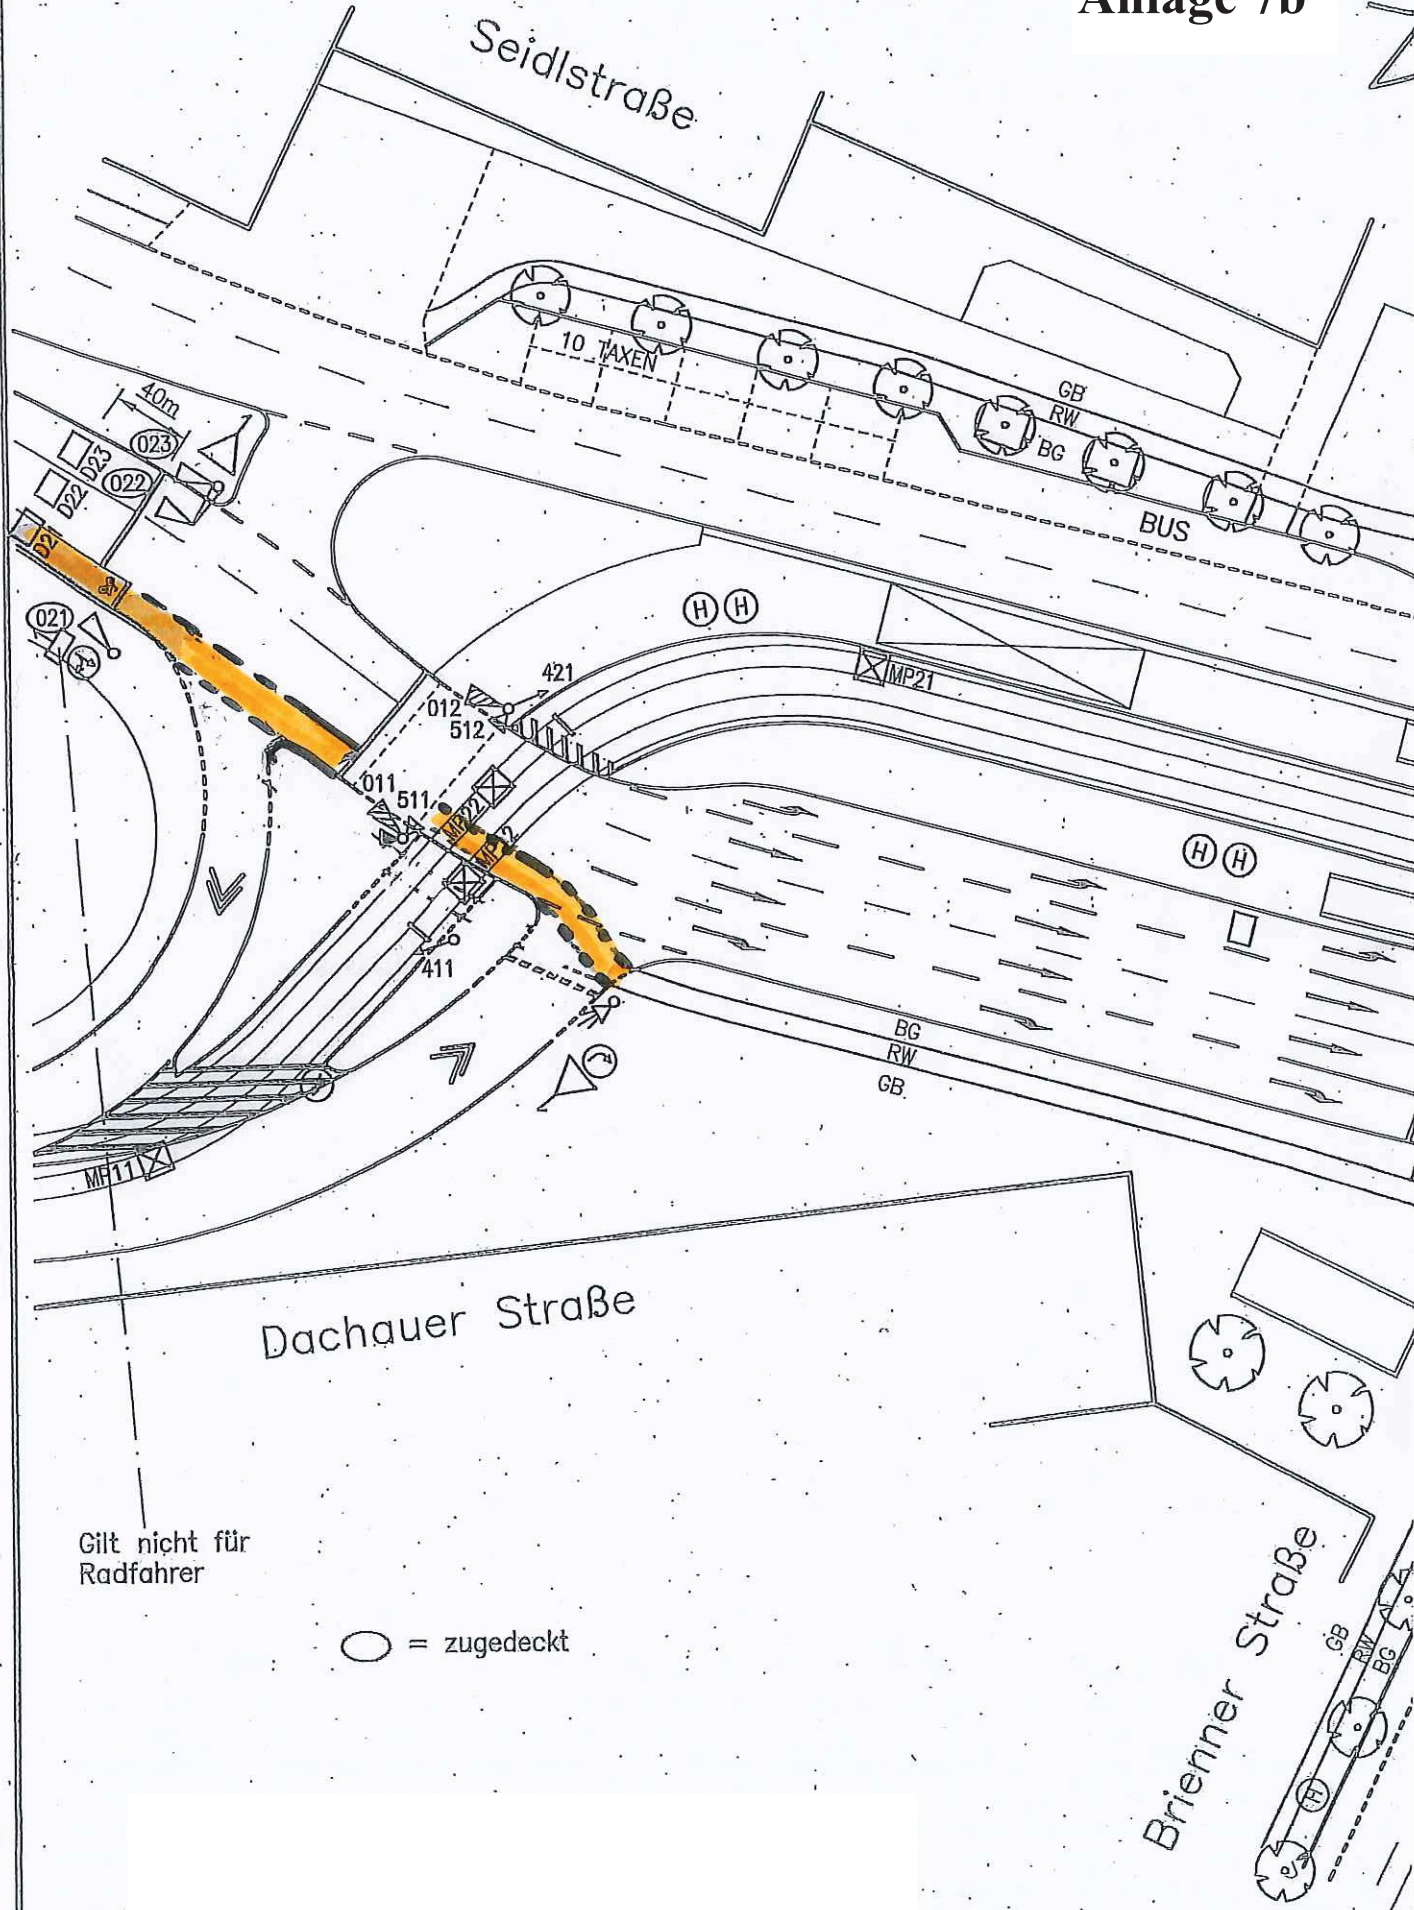 Anlage 7b
Seidlstraße
10 TAXEN
GB
RW
BG
BUS
40m
023
D23
022
D22
D21
021
H H
421
MP21
012
512
011
511
MP22
H H
411
BG
RW
GB
MP11
Dachauer Straße
Gilt nicht für
Radfahrer
= zugedeckt
Brienner Straße
GB
RW
BG
H